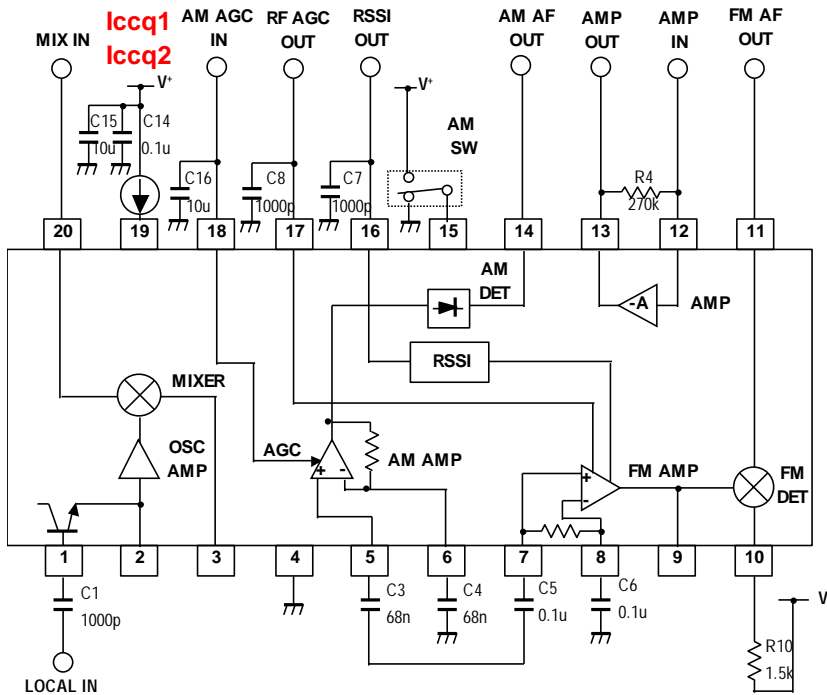 Iccq1
Iccq2
MIX IN
AM AGC IN
RF AGC OUT
RSSI OUT
AM AF OUT
AMP OUT
AMP IN
FM AF OUT
V+
V+
C15
10u
C14
0.1u
C16
10u
C8
1000p
C7
1000p
AM SW
R4
270k
20
19
18
17
16
15
14
13
12
11
AM DET
-A
AMP
RSSI
MIXER
OSC AMP
AGC
+
-
AM AMP
+
-
FM AMP
FM DET
1
2
3
4
5
6
7
8
9
10
C1
1000p
C3
68n
C4
68n
C5
0.1u
C6
0.1u
V
R10
1.5k
LOCAL IN